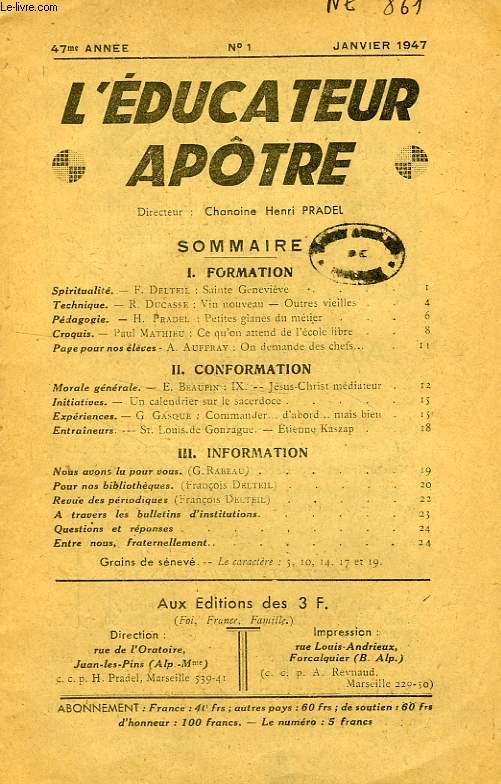 Le-livre.com
NE 861
47me ANNÉE No 1 JANVIER 1947
L'ÉDUCATEUR
APÔTRE
Directeur : Chanoine Henri PRADEL
SOMMAIRE
DE
I. FORMATION
Spiritualité. — F. DELTEIL : Sainte Geneviève . . 1
Technique. — R. DUCASSE : Vin nouveau — Outres vieilles . 4
Pédagogie. — H. PRADEL : Petites glanes du métier . . 6
Croquis. — Paul MATHIEU : Ce qu'on attend de l'école libre . 8
Page pour nos élèves - A. AUFFRAY : On demande des chefs... 11
II. CONFORMATION
Morale générale. — E. BEAUPIN : IX. -- Jésus-Christ médiateur . 12
Initiatives. — Un calendrier sur le sacerdoce . . . . 15
Expériences. — G. GASQUE : Commander... d'abord... mais bien . 15
Entraîneurs. --- St. Louis de Gonzague. — Étienne Kaszap . 18
III. INFORMATION
Nous avons lu pour vous. (G. RABEAU) . . . . . . 19
Pour nos bibliothèques. (François DELTEIL) . . . . . 20
Revue des périodiques (François DELTEIL) . . . . . 22
A travers les bulletins d'institutions. . . . . . 23
Questions et réponses . . . . . . . 24
Entre nous, fraternellement. . . . . . . . 24
Grains de sénevé. -- Le caractère : 5, 10, 14, 17 et 19.
Aux Editions des 3 F.
(Foi, France, Famille.)
Direction :
rue de l'Oratoire,
Juan-les-Pins (Alp.-Mmes)
c. c. p. H. Pradel, Marseille 539-41
Impression :
rue Louis-Andrieux,
Forcalquier (B. Alp.)
(c. c. p. A. Reynaud,
Marseille 220-50)
ABONNEMENT : France : 40 frs ; autres pays : 60 frs ; de soutien : 60 frs
d'honneur : 100 francs. — Le numéro : 5 francs